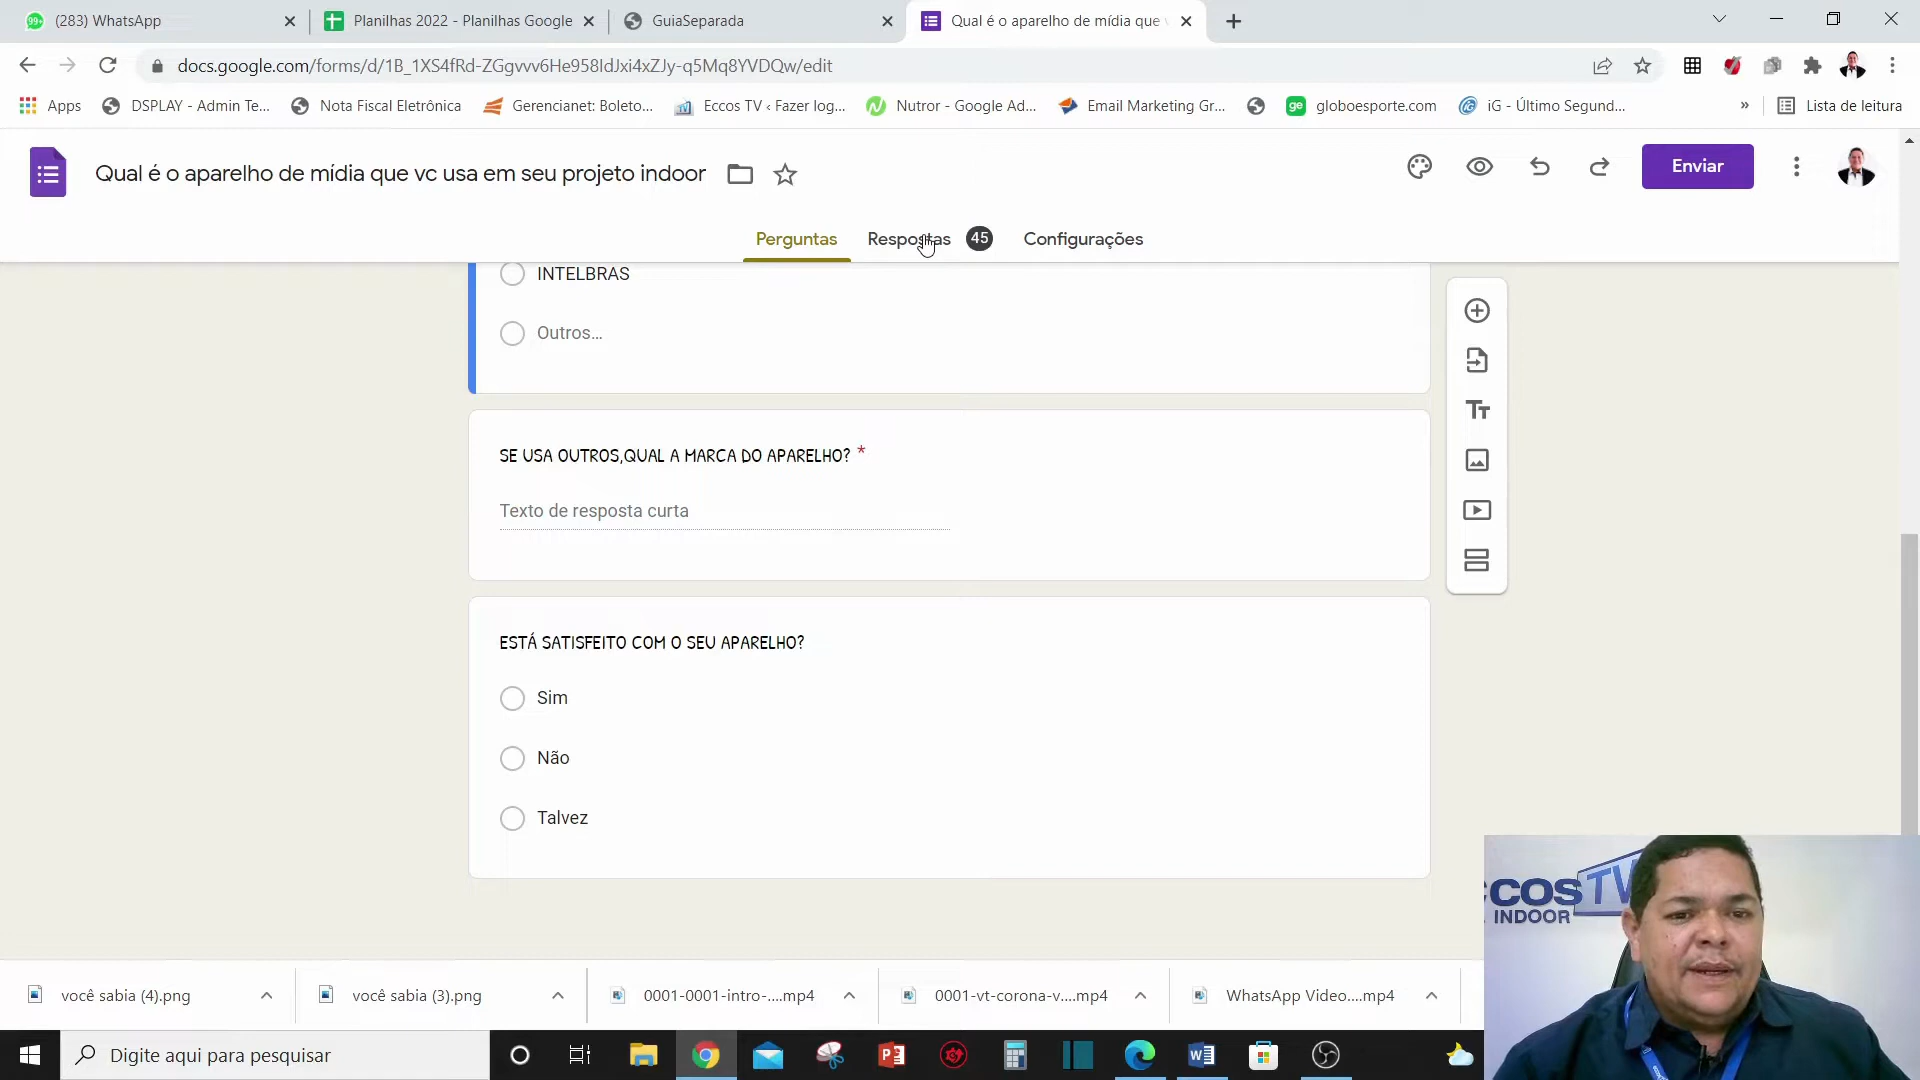 (283) WhatsApp
Planilhas 2022 - Planilhas Google
GuiaSeparada
Qual é o aparelho de mídia que
docs.google.com/forms/d/1B_1XS4fRd-ZGgvvv6He958IdJxi4xZJy-q5Mq8YVDQw/edit
Apps
DSPLAY - Admin Te...
Nota Fiscal Eletrônica
Gerencianet: Boleto...
Eccos TV ‹ Fazer log...
Nutror - Google Ad...
Email Marketing Gr...
ge
globoesporte.com
iG - Último Segund...
»
Lista de leitura
Qual é o aparelho de mídia que vc usa em seu projeto indoor
Enviar
Perguntas
Respostas
45
Configurações
INTELBRAS
Outros...
SE USA OUTROS,QUAL A MARCA DO APARELHO? *
Texto de resposta curta
ESTÁ SATISFEITO COM O SEU APARELHO?
Sim
Não
Talvez
COS TV
INDOOR
você sabia (4).png
você sabia (3).png
0001-0001-intro-....mp4
0001-vt-corona-v....mp4
WhatsApp Video....mp4
Digite aqui para pesquisar